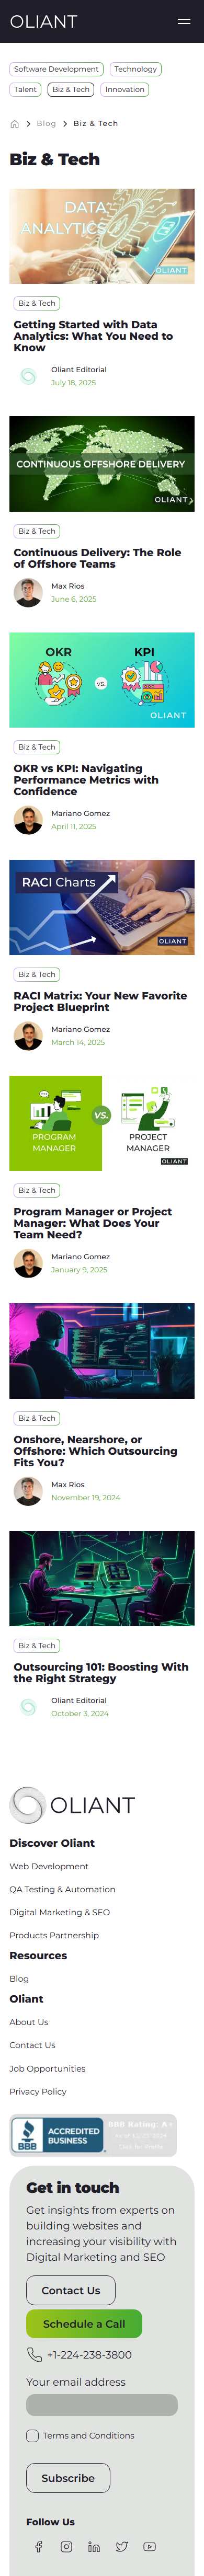 OLIANT
Software Development
Technology
Talent
Biz & Tech
Innovation
Blog
Biz & Tech
Biz & Tech
DATA
ANALYTICS
OLIANT
Biz & Tech
Getting Started with Data
Analytics: What You Need to
Know
Oliant Editorial
July 18, 2025
CONTINUOUS OFFSHORE DELIVERY
OLIANT
Biz & Tech
Continuous Delivery: The Role
of Offshore Teams
Max Rios
June 6, 2025
OKR
KPI
vs.
OLIANT
Biz & Tech
OKR vs KPI: Navigating
Performance Metrics with
Confidence
Mariano Gomez
April 11, 2025
RACI Charts
OLIANT
Biz & Tech
RACI Matrix: Your New Favorite
Project Blueprint
Mariano Gomez
March 14, 2025
VS.
PROGRAM
MANAGER
PROJECT
MANAGER
OLIANT
Biz & Tech
Program Manager or Project
Manager: What Does Your
Team Need?
Mariano Gomez
January 9, 2025
Biz & Tech
Onshore, Nearshore, or
Offshore: Which Outsourcing
Fits You?
Max Rios
November 19, 2024
Biz & Tech
Outsourcing 101: Boosting With
the Right Strategy
Oliant Editorial
October 3, 2024
OLIANT
Discover Oliant
Web Development
QA Testing & Automation
Digital Marketing & SEO
Products Partnership
Resources
Blog
Oliant
About Us
Contact Us
Job Opportunities
Privacy Policy
BBB
ACCREDITED
BUSINESS
BBB Rating: A+
Get in touch
Get insights from experts on
building websites and
increasing your visibility with
Digital Marketing and SEO
Contact Us
Schedule a Call
+1-224-238-3800
Your email address
Terms and Conditions
Subscribe
Follow Us